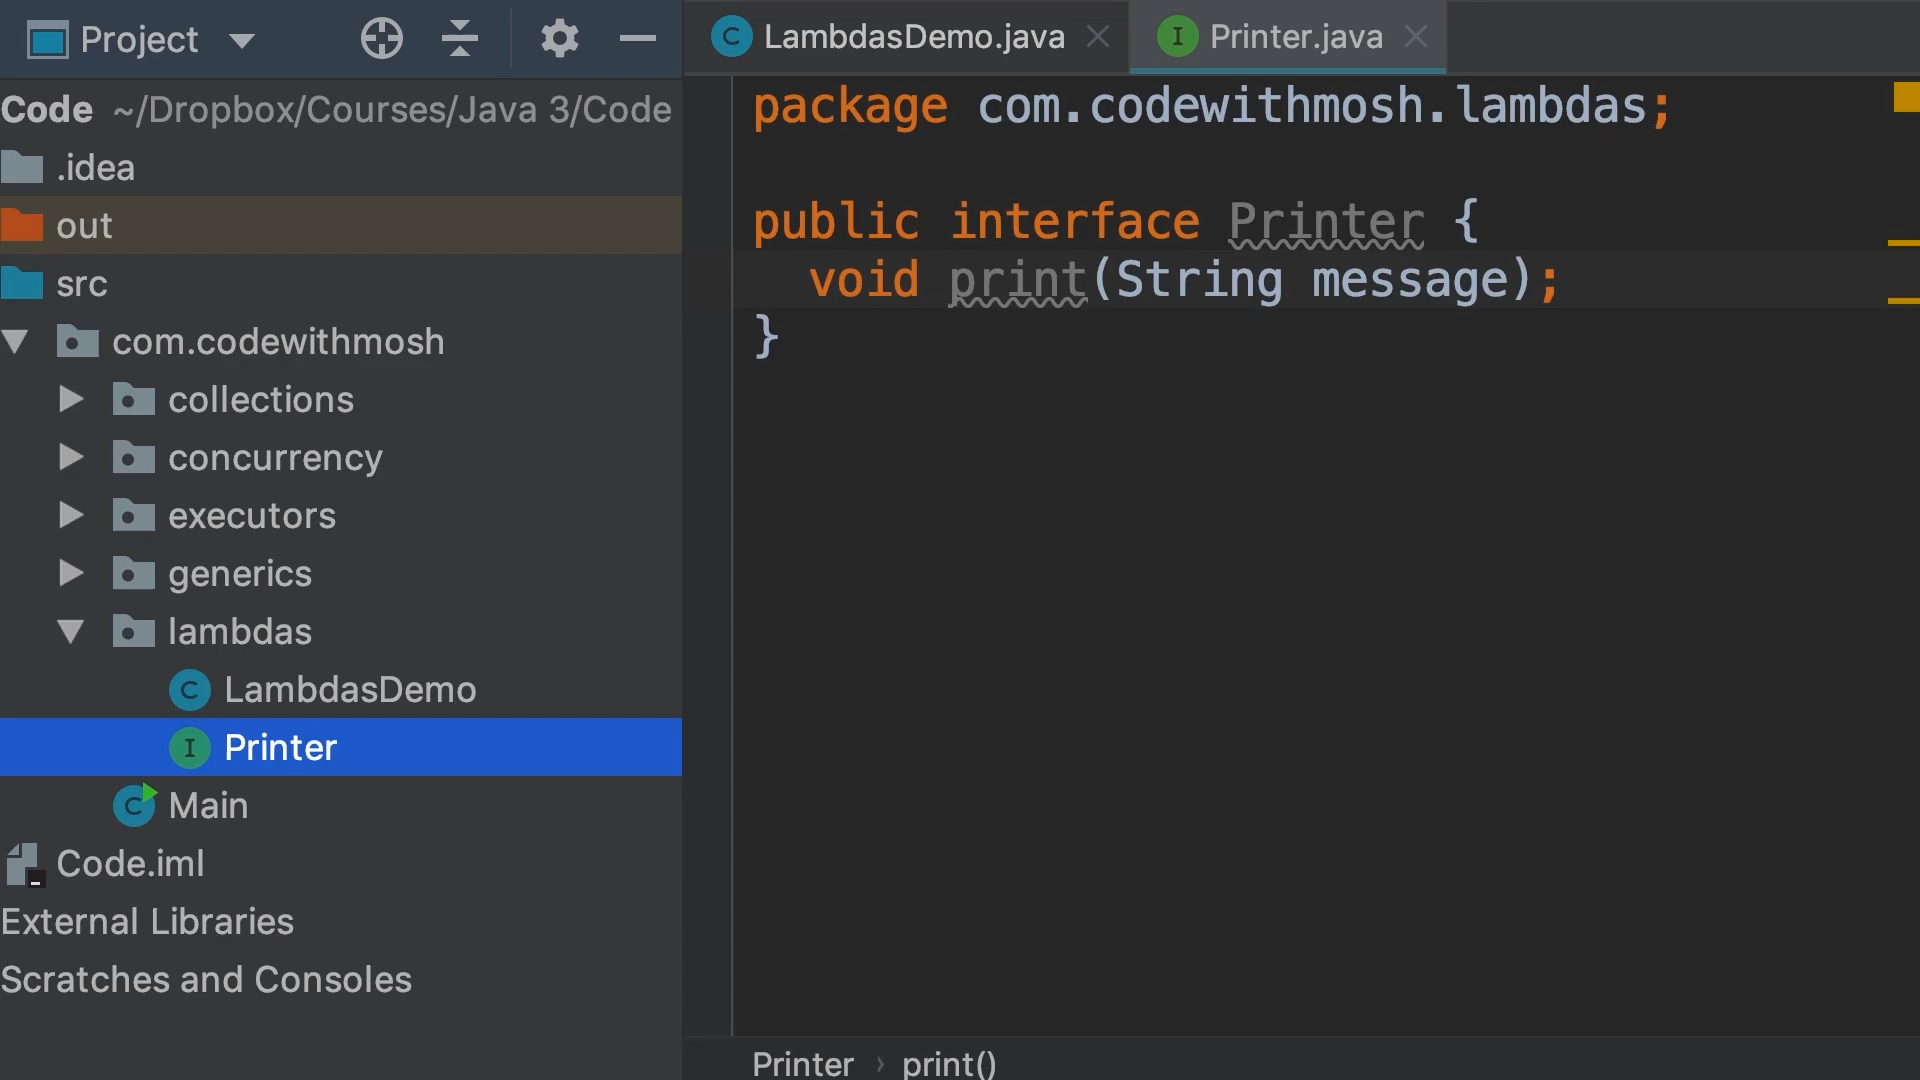 Project
Code ~/Dropbox/Courses/Java 3/Code
.idea
out
src
com.codewithmosh
collections
concurrency
executors
generics
lambdas
C LambdasDemo
I Printer
C Main
Code.iml
External Libraries
Scratches and Consoles
C LambdasDemo.java
I Printer.java
package com.codewithmosh.lambdas;
public interface Printer {
void print(String message);
}
Printer › print()